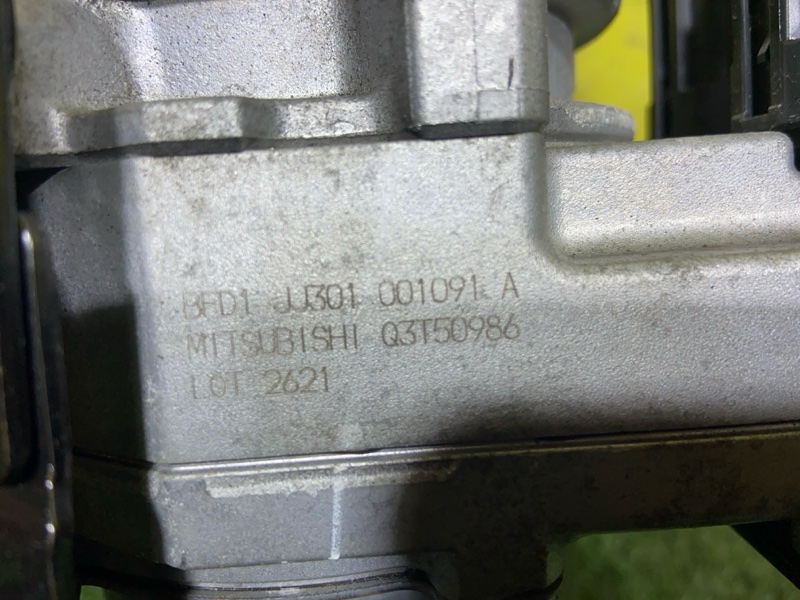 BFD1 JJ301 001091 A
MITSUBISHI Q3T50986
LOT 2621